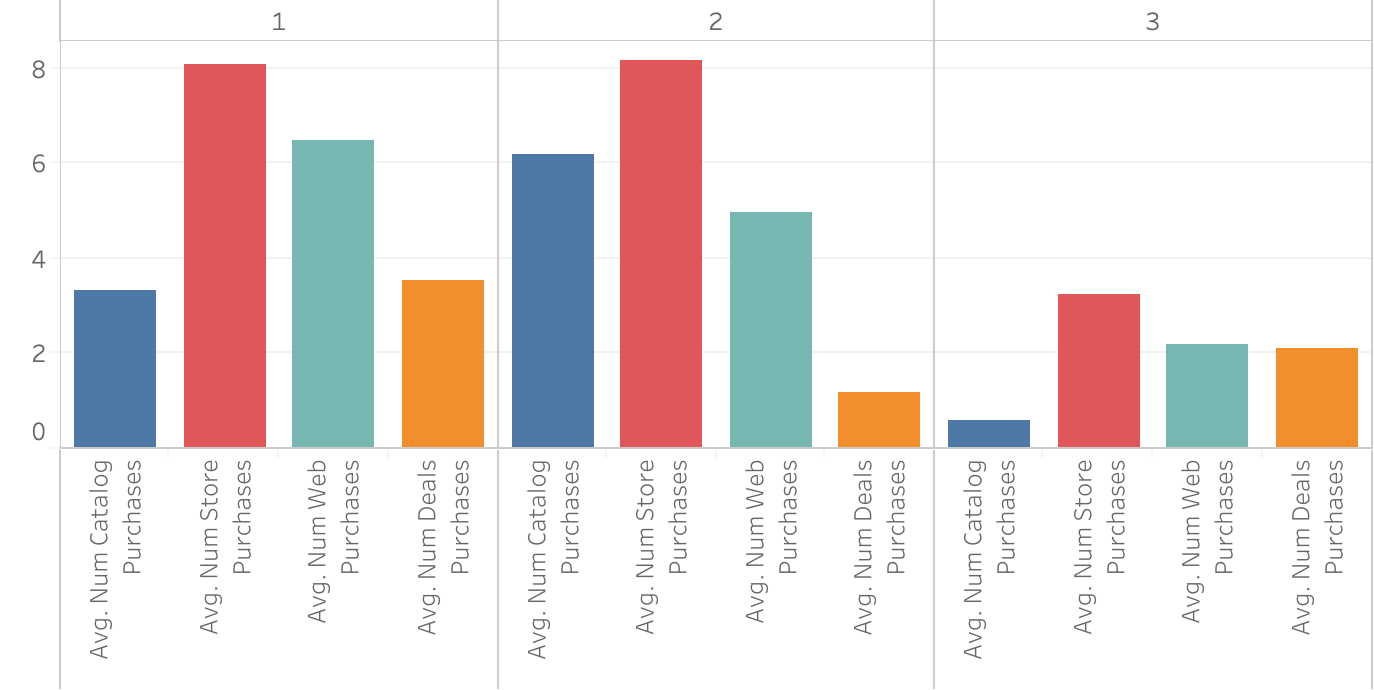 1
2
3
8
6
4
2
0
Avg. Num Catalog
Purchases
Avg. Num Store
Purchases
Avg. Num Web
Purchases
Avg. Num Deals
Purchases
Avg. Num Catalog
Purchases
Avg. Num Store
Purchases
Avg. Num Web
Purchases
Avg. Num Deals
Purchases
Avg. Num Catalog
Purchases
Avg. Num Store
Purchases
Avg. Num Web
Purchases
Avg. Num Deals
Purchases